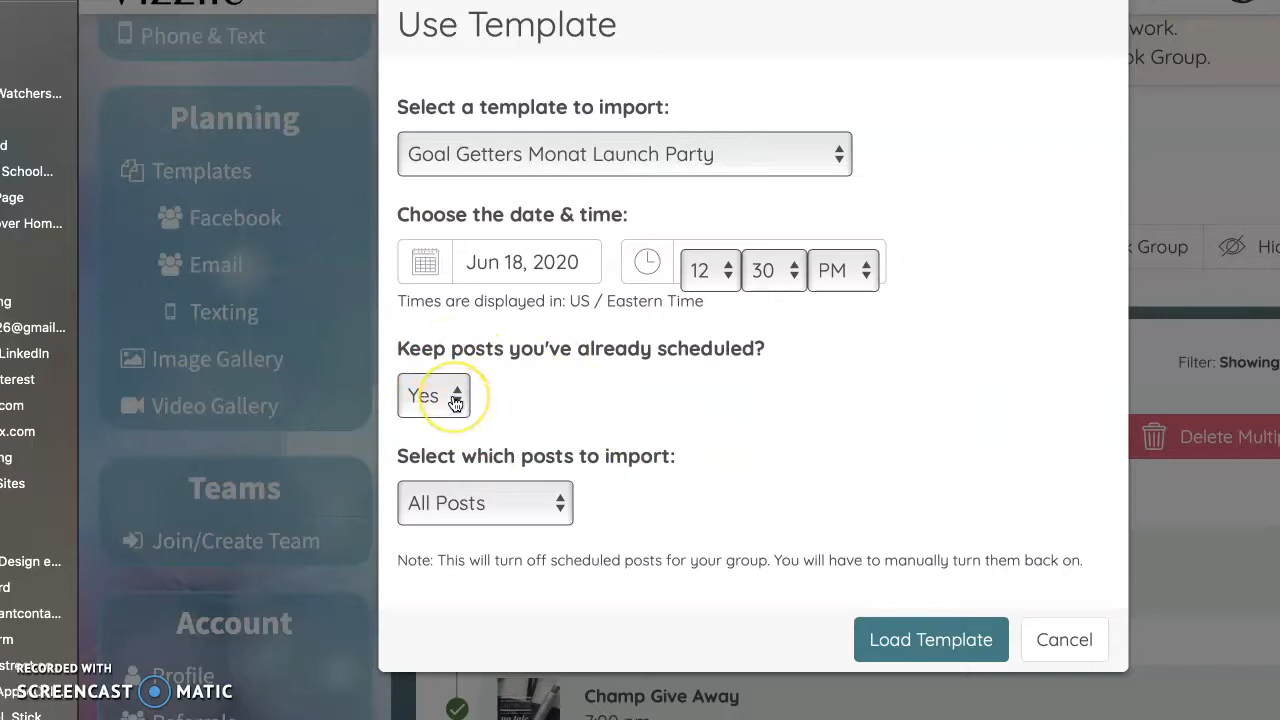 Use Template
Phone & Text
Planning
Templates
Facebook
Email
Texting
Image Gallery
Video Gallery
Teams
Join/Create Team
Account
Profile
Watchers...
School...
Page
over Hom...
26@gmail...
LinkedIn
Design e...
Sites
Select a template to import:
Goal Getters Monat Launch Party
Choose the date & time:
Jun 18, 2020
12 30 PM
Times are displayed in: US / Eastern Time
Keep posts you've already scheduled?
Yes
Select which posts to import:
All Posts
Note: This will turn off scheduled posts for your group. You will have to manually turn them back on.
Load Template
Cancel
work.
ok Group.
k Group
Filter: Showing
Delete Multi
Champ Give Away
7:00 pm
RECORDED WITH
SCREENCAST MATIC